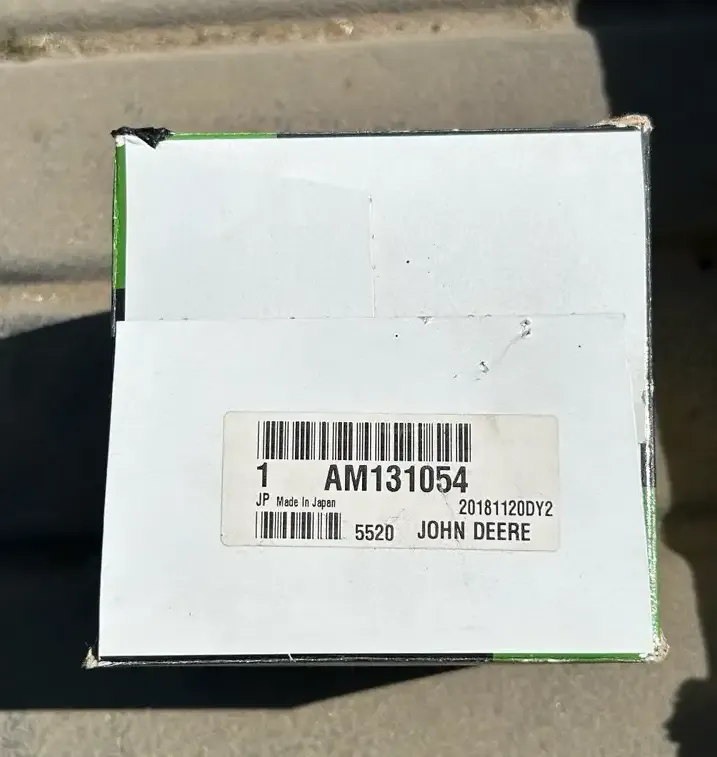 1 AM131054
JP Made In Japan
20181120DY2
5520 JOHN DEERE